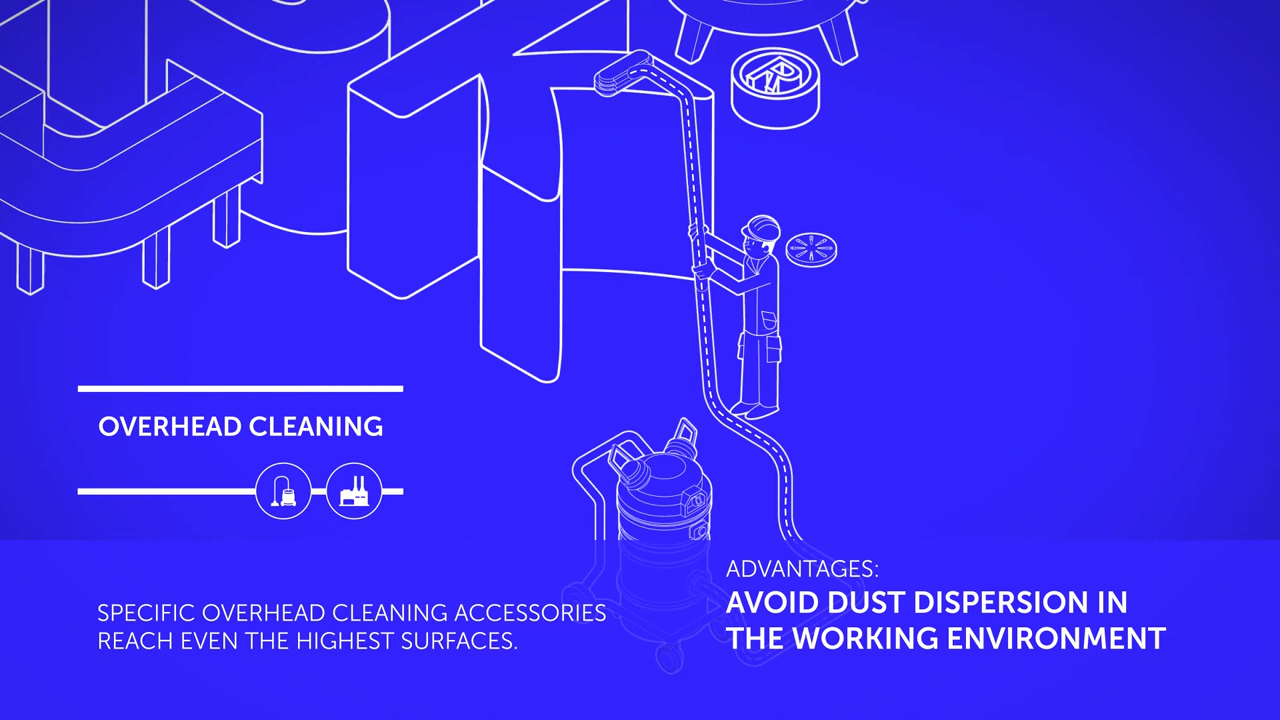 OVERHEAD CLEANING
SPECIFIC OVERHEAD CLEANING ACCESSORIES
REACH EVEN THE HIGHEST SURFACES.
ADVANTAGES:
AVOID DUST DISPERSION IN
THE WORKING ENVIRONMENT
R